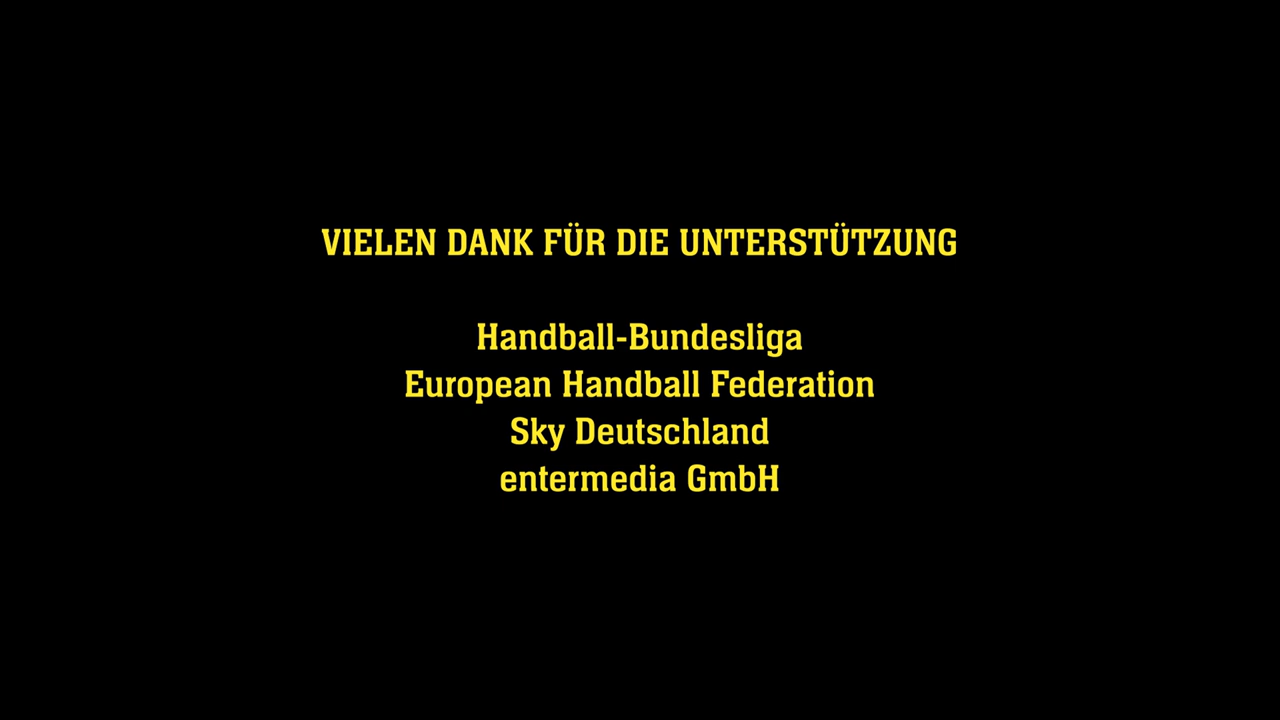 VIELEN DANK FÜR DIE UNTERSTÜTZUNG
Handball-Bundesliga
European Handball Federation
Sky Deutschland
entermedia GmbH